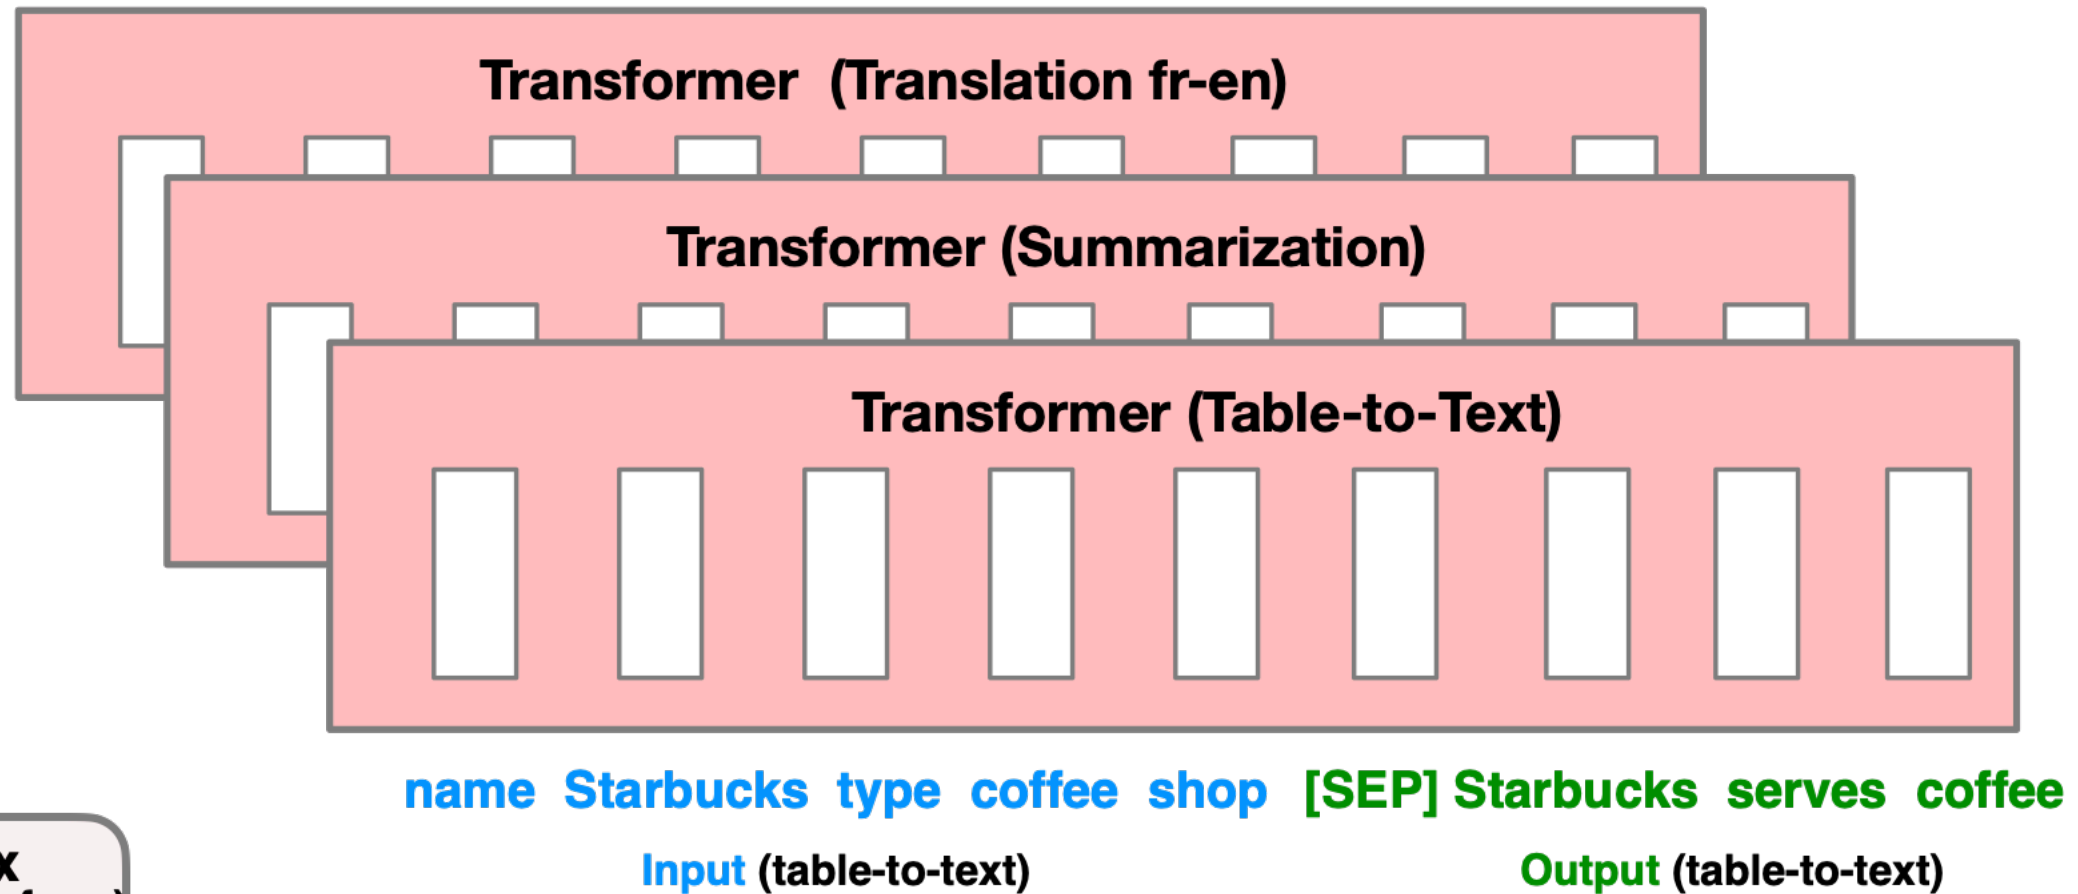 Transformer (Translation fr-en)
Transformer (Summarization)
Transformer (Table-to-Text)
name Starbucks type coffee shop [SEP] Starbucks serves coffee
Input (table-to-text) Output (table-to-text)
x